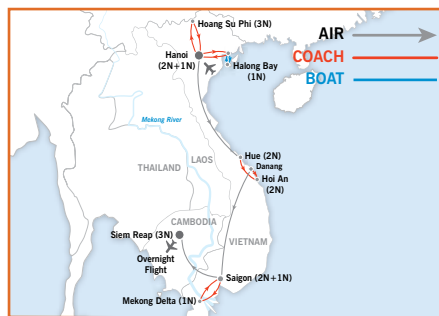 Hoang Su Phi (3N)
Hanoi
(2N+1N)
Halong Bay
(1N)
AIR
COACH
BOAT
Mekong River
LAOS
THAILAND
Hue (2N)
Danang
Hoi An
(2N)
CAMBODIA
Siem Reap (3N)
VIETNAM
Overnight
Flight
Saigon (2N+1N)
Mekong Delta (1N)